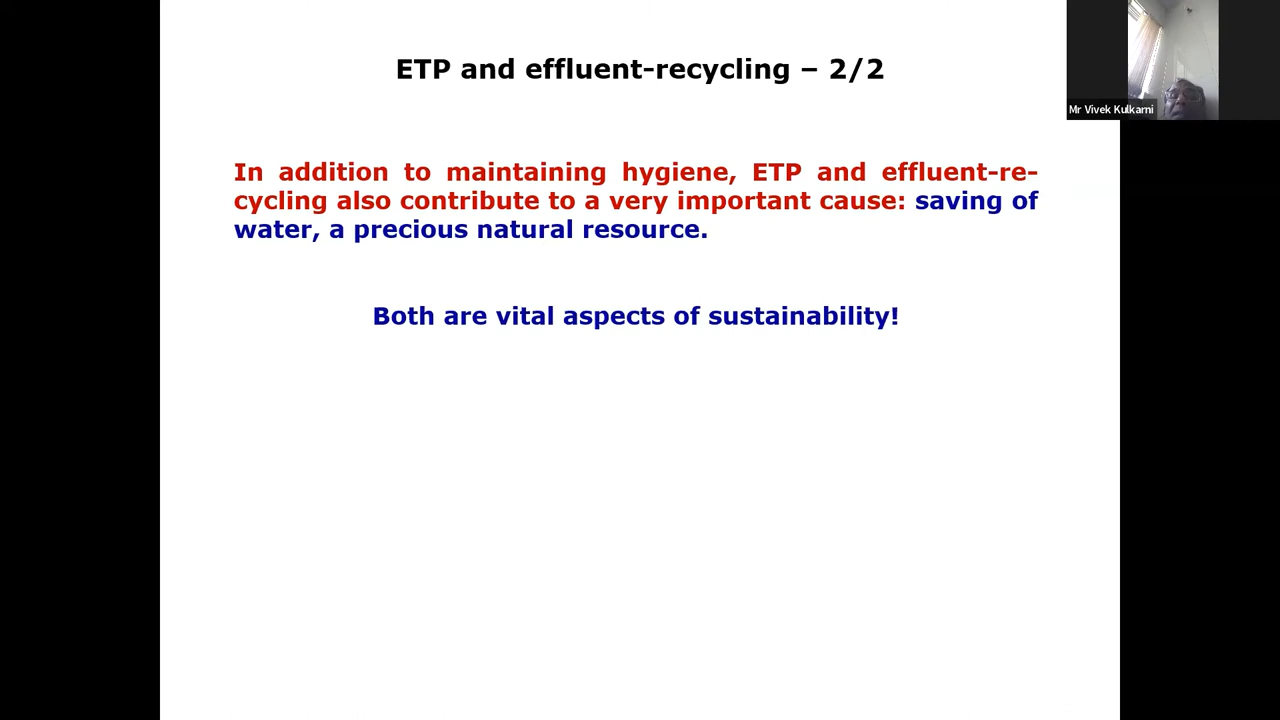 ETP and effluent-recycling – 2/2
Mr Vivek Kulkarni
In addition to maintaining hygiene, ETP and effluent-re-
cycling also contribute to a very important cause: saving of
water, a precious natural resource.
Both are vital aspects of sustainability!